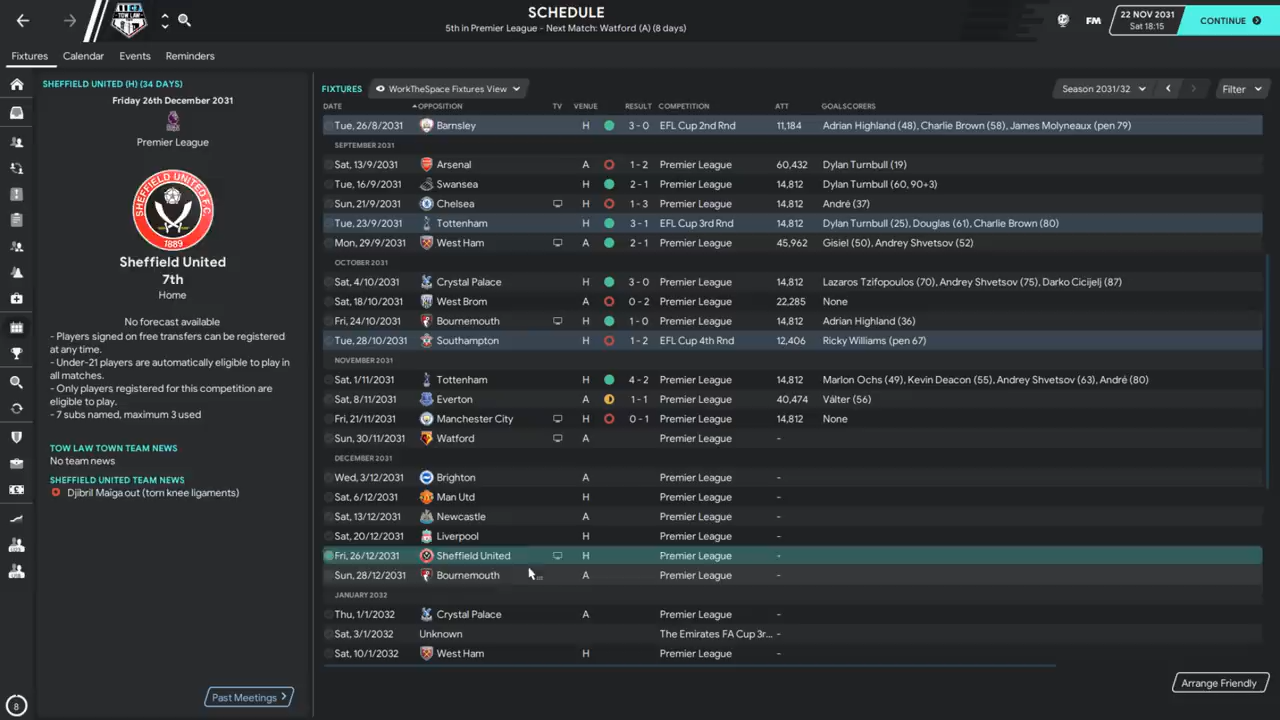 SCHEDULE
5th in Premier League - Next Match: Watford (A) (8 days)
FM
22 NOV 2031
Sat 18:15
CONTINUE
Fixtures Calendar Events Reminders
SHEFFIELD UNITED (H) (34 DAYS)
Friday 26th December 2031
Premier League
SHEFFIELD UNITED F.C.
1889
Sheffield United
7th
Home
No forecast available
- Players signed on free transfers can be registered
at any time.
- Under-21 players are automatically eligible to play in
all matches.
- Only players registered for this competition are
eligible to play.
- 7 subs named, maximum 3 used
TOW LAW TOWN TEAM NEWS
No team news
SHEFFIELD UNITED TEAM NEWS
Djibril Maiga out (torn knee ligaments)
Past Meetings
8
FIXTURES WorkTheSpace Fixtures View Season 2031/32 Filter
DATE OPPOSITION TV VENUE RESULT COMPETITION ATT GOALSCORERS
Tue, 26/8/2031 Barnsley H 3 - 0 EFL Cup 2nd Rnd 11,184 Adrian Highland (48), Charlie Brown (58), James Molyneaux (pen 79)
SEPTEMBER 2031
Sat, 13/9/2031 Arsenal A 1 - 2 Premier League 60,432 Dylan Turnbull (19)
Tue, 16/9/2031 Swansea H 2 - 1 Premier League 14,812 Dylan Turnbull (60, 90+3)
Sun, 21/9/2031 Chelsea H 1 - 3 Premier League 14,812 André (37)
Tue, 23/9/2031 Tottenham H 3 - 1 EFL Cup 3rd Rnd 14,812 Dylan Turnbull (25), Douglas (61), Charlie Brown (80)
Mon, 29/9/2031 West Ham A 2 - 1 Premier League 45,962 Gisiel (50), Andrey Shvetsov (52)
OCTOBER 2031
Sat, 4/10/2031 Crystal Palace H 3 - 0 Premier League 14,812 Lazaros Tzifopoulos (70), Andrey Shvetsov (75), Darko Cicijelj (87)
Sat, 18/10/2031 West Brom A 0 - 2 Premier League 22,285 None
Fri, 24/10/2031 Bournemouth H 1 - 0 Premier League 14,812 Adrian Highland (36)
Tue, 28/10/2031 Southampton H 1 - 2 EFL Cup 4th Rnd 12,406 Ricky Williams (pen 67)
NOVEMBER 2031
Sat, 1/11/2031 Tottenham H 4 - 2 Premier League 14,812 Marlon Ochs (49), Kevin Deacon (55), Andrey Shvetsov (63), André (80)
Sat, 8/11/2031 Everton A 1 - 1 Premier League 40,474 Válter (56)
Fri, 21/11/2031 Manchester City H 0 - 1 Premier League 14,812 None
Sun, 30/11/2031 Watford A Premier League -
DECEMBER 2031
Wed, 3/12/2031 Brighton A Premier League -
Sat, 6/12/2031 Man Utd H Premier League -
Sat, 13/12/2031 Newcastle A Premier League -
Sat, 20/12/2031 Liverpool H Premier League -
Fri, 26/12/2031 Sheffield United H Premier League -
Sun, 28/12/2031 Bournemouth A Premier League -
JANUARY 2032
Thu, 1/1/2032 Crystal Palace A Premier League -
Sat, 3/1/2032 Unknown The Emirates FA Cup 3r... -
Sat, 10/1/2032 West Ham H Premier League -
Arrange Friendly